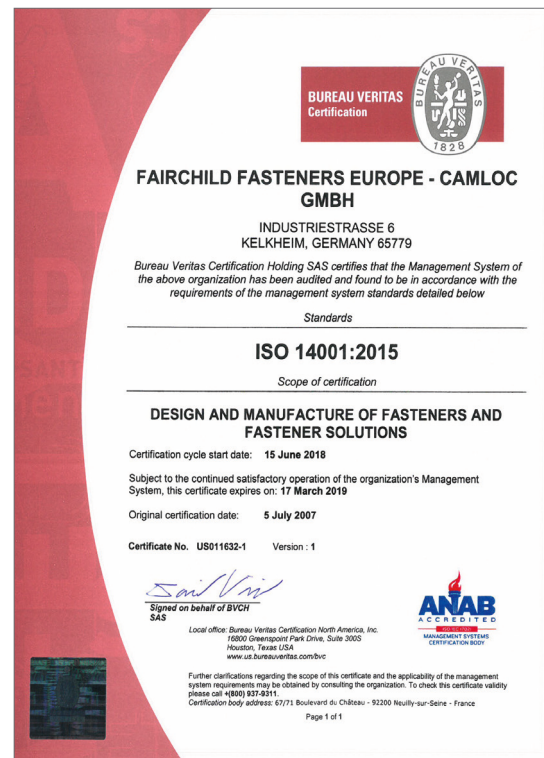 BUREAU VERITAS
Certification
BUREAU VERITAS
1828
FAIRCHILD FASTENERS EUROPE - CAMLOC
GMBH
INDUSTRIESTRASSE 6
KELKHEIM, GERMANY 65779
Bureau Veritas Certification Holding SAS certifies that the Management System of
the above organization has been audited and found to be in accordance with the
requirements of the management system standards detailed below
Standards
ISO 14001:2015
Scope of certification
DESIGN AND MANUFACTURE OF FASTENERS AND
FASTENER SOLUTIONS
Certification cycle start date: 15 June 2018
Subject to the continued satisfactory operation of the organization's Management
System, this certificate expires on: 17 March 2019
Original certification date: 5 July 2007
Certificate No. US011632-1 Version : 1
Signed on behalf of BVCH
SAS
ANAB
ACCREDITED
MANAGEMENT SYSTEMS
CERTIFICATION BODY
Local office: Bureau Veritas Certification North America, Inc.
16800 Greenspoint Park Drive, Suite 300S
Houston, Texas USA
www.us.bureauveritas.com/bvc
Further clarifications regarding the scope of this certificate and the applicability of the management
system requirements may be obtained by consulting the organization. To check this certificate validity
please call +(800) 937-9311.
Certification body address: 67/71 Boulevard du Château - 92200 Neuilly-sur-Seine - France
Page 1 of 1